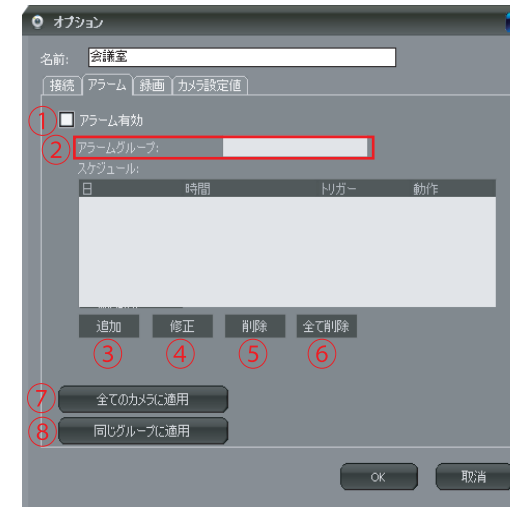 オプション
名前: 会議室
接続 アラーム 録画 カメラ設定値
① アラーム有効
② アラームグループ:
スケジュール:
日 時間 トリガー 動作
追加 修正 削除 全て削除
③ ④ ⑤ ⑥
⑦ 全てのカメラに適用
⑧ 同じグループに適用
OK 取消